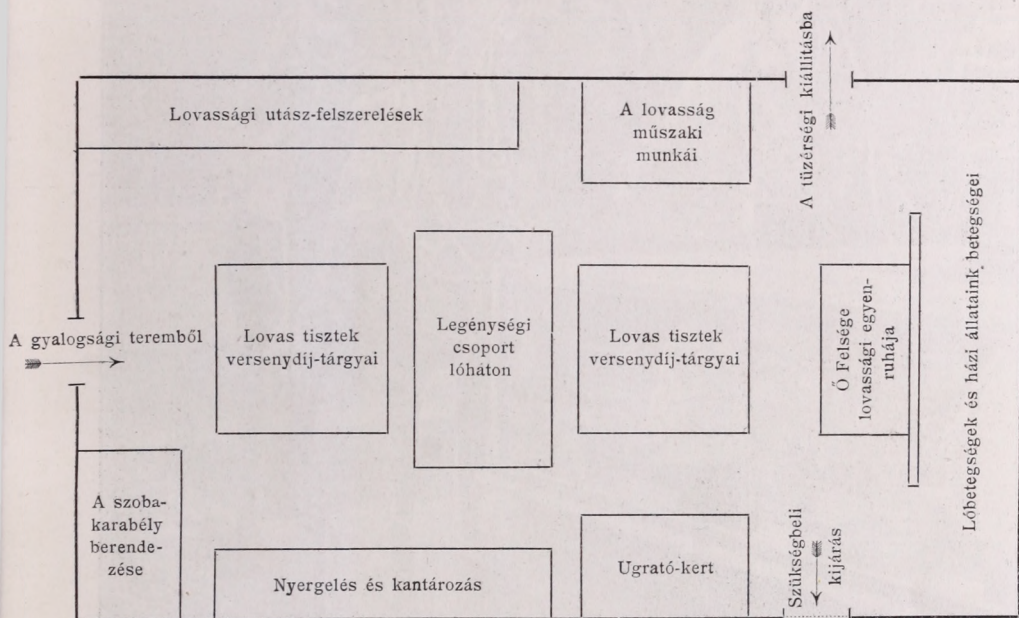 Lovassági utász-felszerelések
A lovasság
műszaki
munkái
A tüzérségi kiállításba
A gyalogsági teremből
Lovas tisztek
versenydíj-tárgyai
Legénységi
csoport
lóháton
Lovas tisztek
versenydíj-tárgyai
Ő Felsége
lovassági egyen-
ruhája
Lóbetegségek és házi állataink betegségei
A szoba-
karabély
berende-
zése
Nyergelés és kantározás
Ugrató-kert
Szükségbeli
kijárás